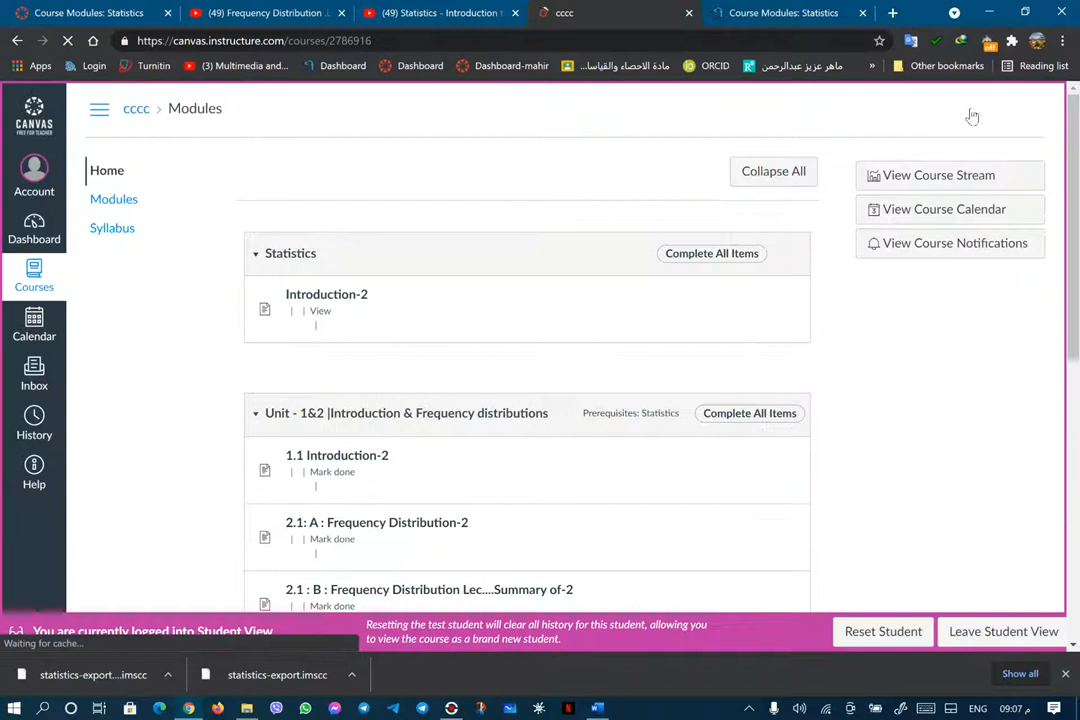 Course Modules: Statistics
(49) Frequency Distribution
(49) Statistics - Introduction
cccc
Course Modules: Statistics
https://canvas.instructure.com/courses/2786916
Apps
Login
Turnitin
(3) Multimedia and...
Dashboard
Dashboard
Dashboard-mahir
مادة الاحصاء والقياسا...
ORCID
ماهر عزيز عبدالرحمن
»
Other bookmarks
Reading list
CANVAS
FREE FOR TEACHER
Account
Dashboard
Courses
Calendar
Inbox
History
Help
cccc > Modules
Home
Modules
Syllabus
Collapse All
View Course Stream
View Course Calendar
View Course Notifications
Statistics
Complete All Items
Introduction-2
| | View
|
Unit - 1&2 |Introduction & Frequency distributions
Prerequisites: Statistics
Complete All Items
1.1 Introduction-2
| | Mark done
|
2.1: A : Frequency Distribution-2
| | Mark done
|
2.1 : B : Frequency Distribution Lec....Summary of-2
| | Mark done
You are currently logged into Student View
Resetting the test student will clear all history for this student, allowing you
to view the course as a brand new student.
Reset Student
Leave Student View
Waiting for cache...
statistics-export....imscc
statistics-export.imscc
Show all
ENG
09:07 م